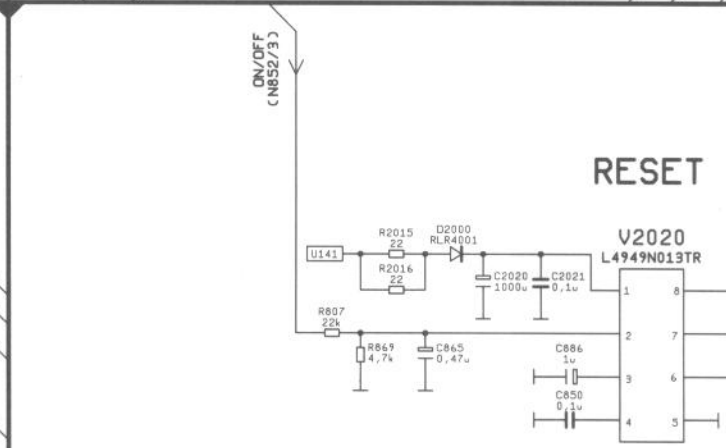 ON/OFF
(N852/3)
RESET
V2020
L4949N013TR
U141
R2015
22
R2016
22
D2000
RLR4001
C2020
1000u
C2021
0,1u
R807
22k
R869
4,7k
C865
0,47u
C886
1u
C850
0,1u
1
2
3
4
8
7
6
5